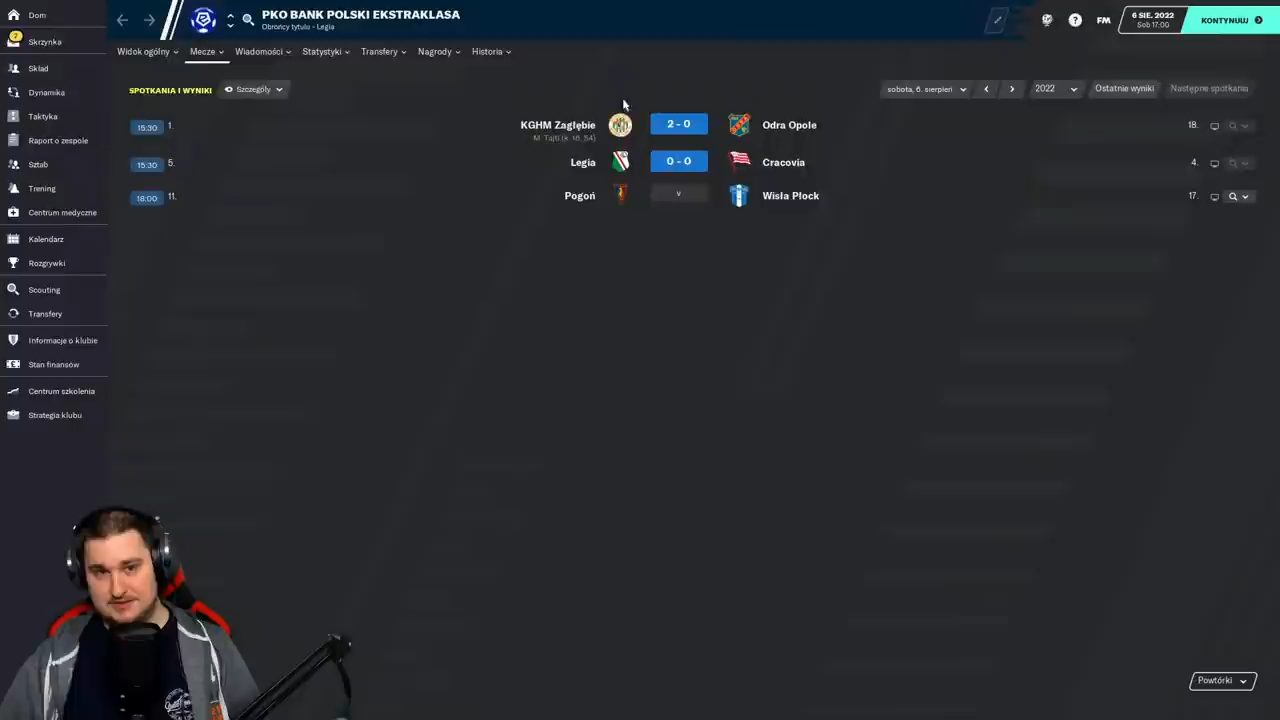 Dom
PKO BANK POLSKI EKSTRAKLASA
Obrońcy tytułu - Legia
FM
6 SIE. 2022
Sob 17:00
KONTYNUUJ
7
Skrzynka
Widok ogólny
Mecze
Wiadomości
Statystyki
Transfery
Nagrody
Historia
Skład
Dynamika
Taktyka
Raport o zespole
Sztab
Trening
Centrum medyczne
Kalendarz
Rozgrywki
Scouting
Transfery
Informacje o klubie
Stan finansów
Centrum szkolenia
Strategia klubu
SPOTKANIA I WYNIKI
Szczegóły
sobota, 6. sierpień
2022
Ostatnie wyniki
Następne spotkania
15:30 1. KGHM Zagłębie 2 - 0 Odra Opole 18.
15:30 5. Legia 0 - 0 Cracovia 4.
18:00 11. Pogoń v Wisła Płock 17.
Powtórki